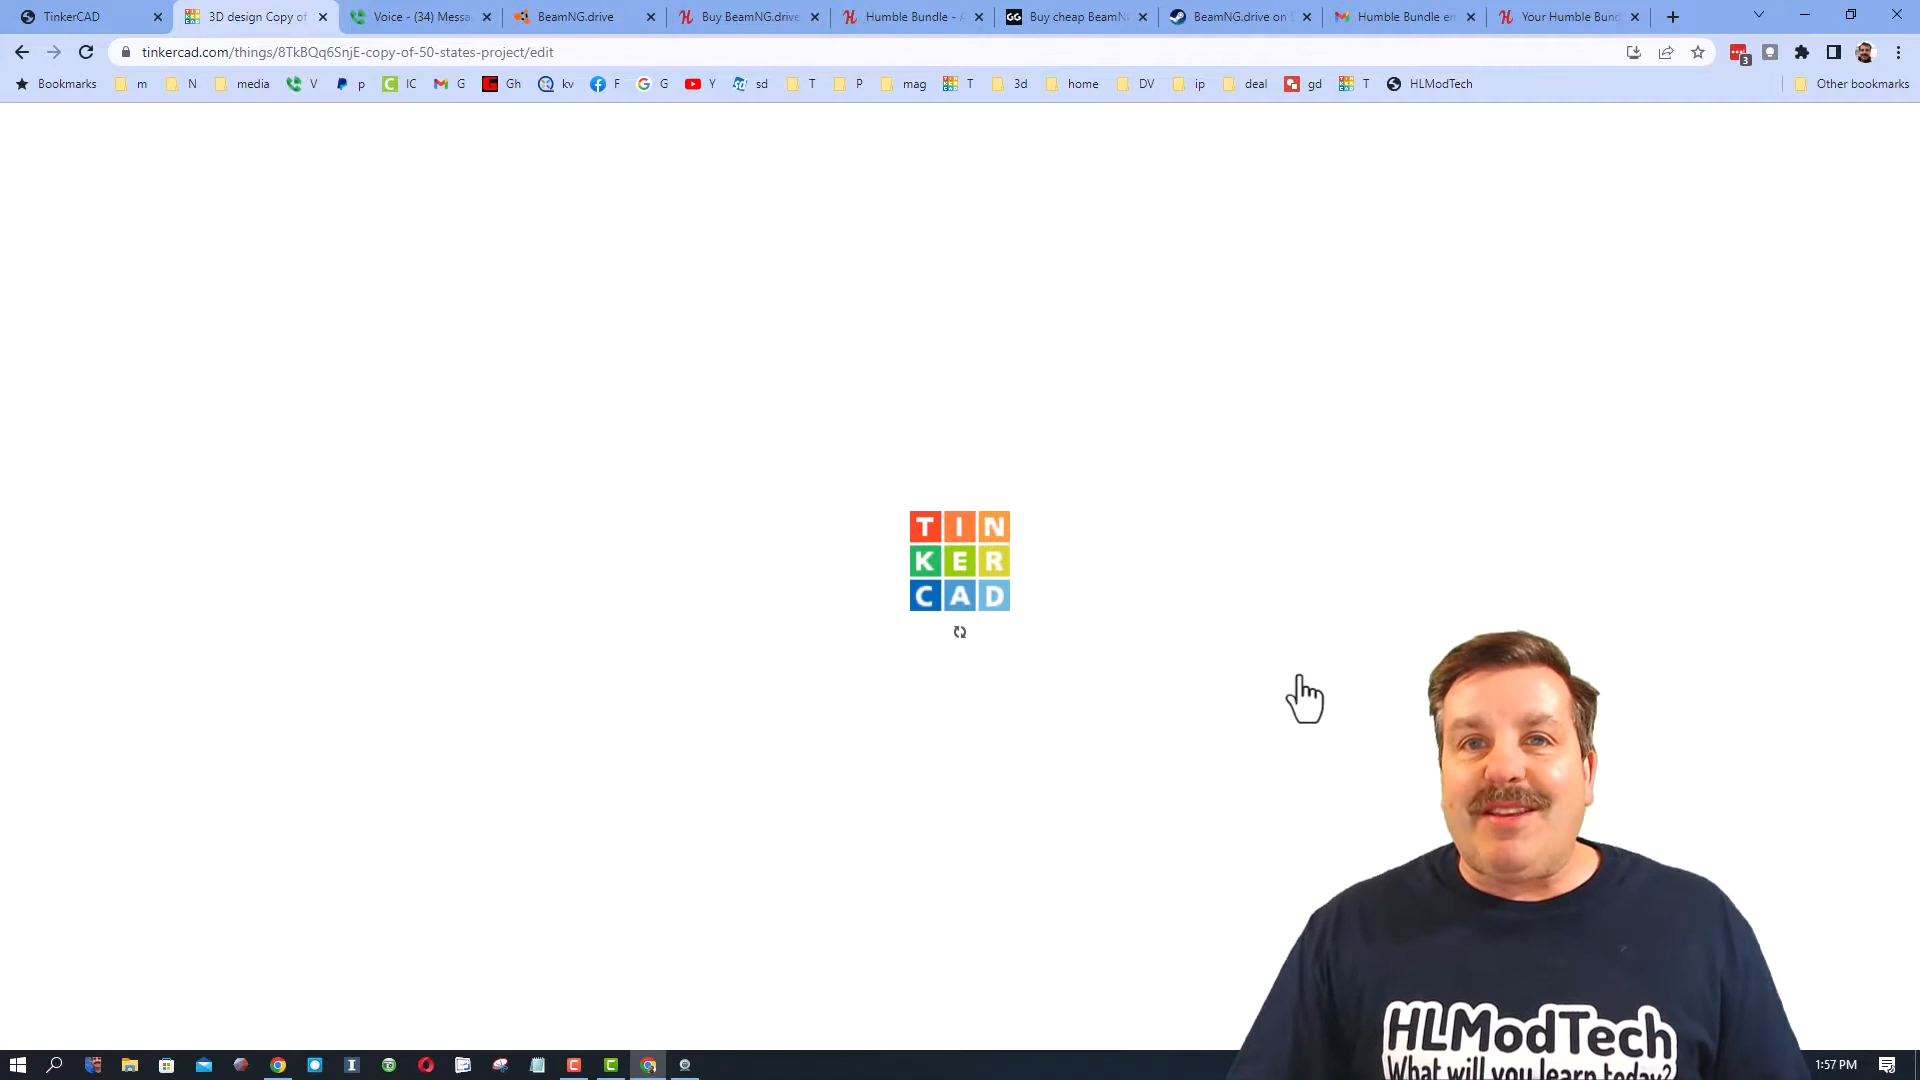 TinkerCAD
3D design Copy of
Voice - (34) Messa
BeamNG.drive
Buy BeamNG.drive
Humble Bundle - A
Buy cheap BeamN
BeamNG.drive on S
Humble Bundle en
Your Humble Bund
tinkercad.com/things/8TkBQq6SnjE-copy-of-50-states-project/edit
3
Bookmarks
m
N
media
V
p
IC
G
Gh
kv
F
G
Y
sd
T
P
mag
T
3d
home
DV
ip
deal
gd
T
HLModTech
Other bookmarks
TIN
KER
CAD
HLModTech
What will you learn today?
1:57 PM